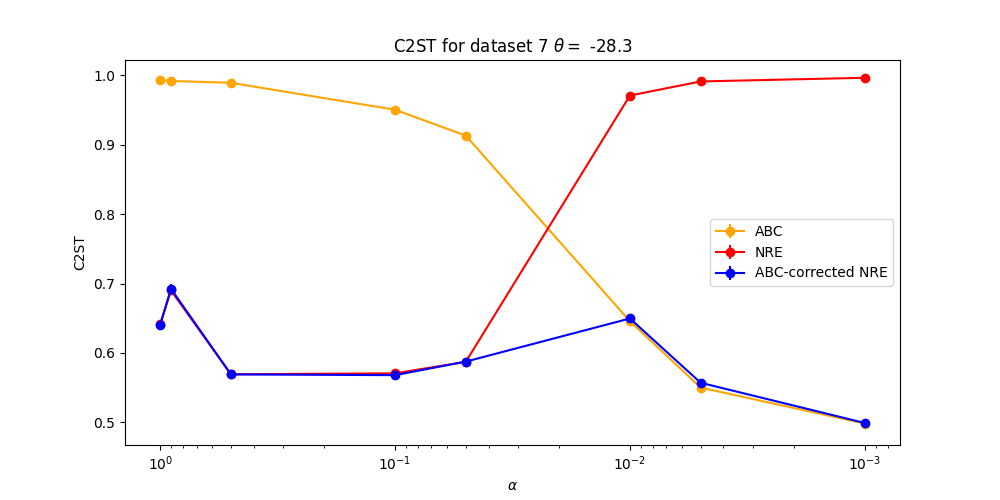 C2ST for dataset 7 θ = -28.3
1.0
0.9
0.8
0.7
0.6
0.5
C2ST
ABC
NRE
ABC-corrected NRE
10⁰
10⁻¹
10⁻²
10⁻³
α